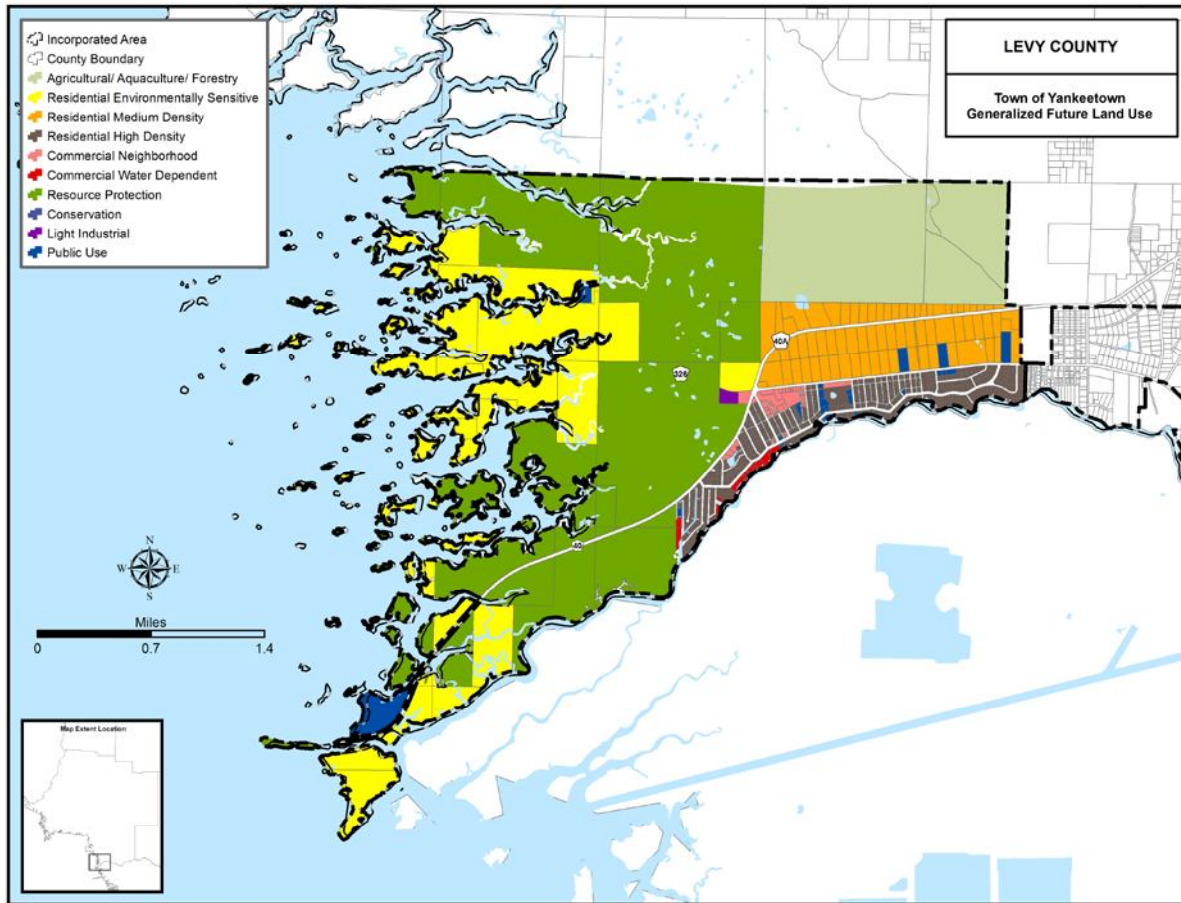 Incorporated Area
County Boundary
Agricultural/ Aquaculture/ Forestry
Residential Environmentally Sensitive
Residential Medium Density
Residential High Density
Commercial Neighborhood
Commercial Water Dependent
Resource Protection
Conservation
Light Industrial
Public Use
LEVY COUNTY
Town of Yankeetown
Generalized Future Land Use
40A
326
40
N
W E
S
Miles
0 0.7 1.4
Map Extent Location